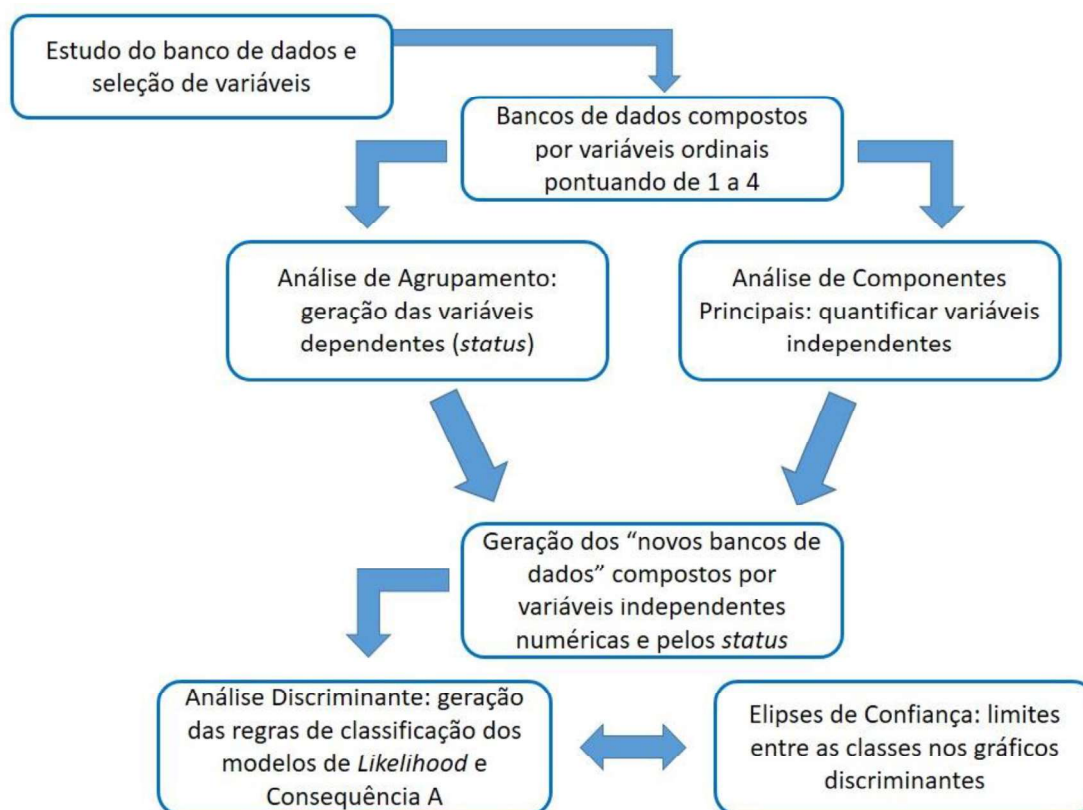 Estudo do banco de dados e
seleção de variáveis
Bancos de dados compostos
por variáveis ordinais
pontuando de 1 a 4
Análise de Agrupamento:
geração das variáveis
dependentes (status)
Análise de Componentes
Principais: quantificar variáveis
independentes
Geração dos “novos bancos de
dados” compostos por
variáveis independentes
numéricas e pelos status
Análise Discriminante: geração
das regras de classificação dos
modelos de Likelihood e
Consequência A
Elipses de Confiança: limites
entre as classes nos gráficos
discriminantes